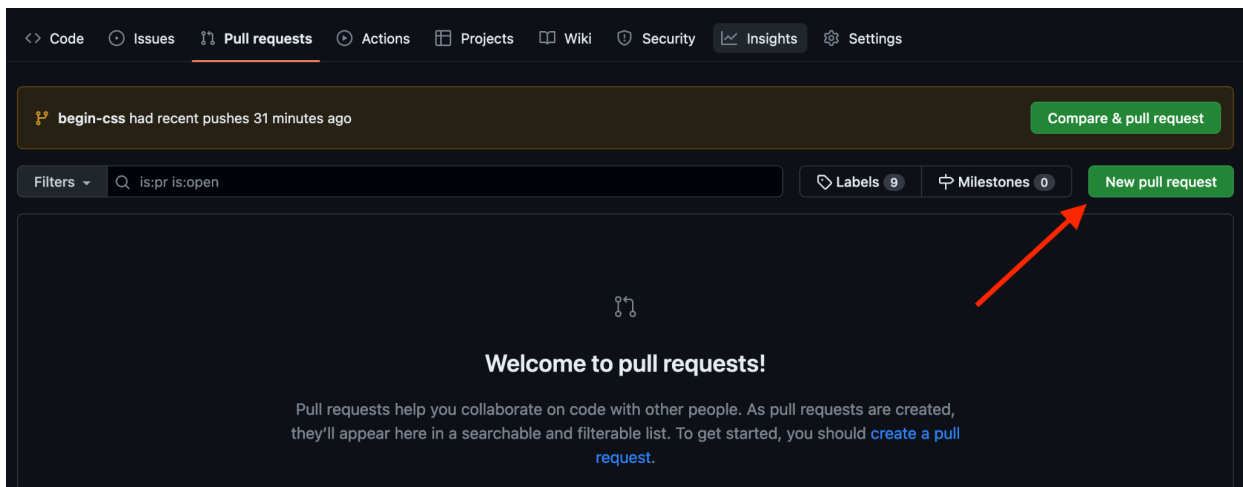 Code Issues Pull requests Actions Projects Wiki Security Insights Settings
begin-css had recent pushes 31 minutes ago Compare & pull request
Filters is:pr is:open Labels 9 Milestones 0 New pull request
Welcome to pull requests!
Pull requests help you collaborate on code with other people. As pull requests are created,
they’ll appear here in a searchable and filterable list. To get started, you should create a pull
request.